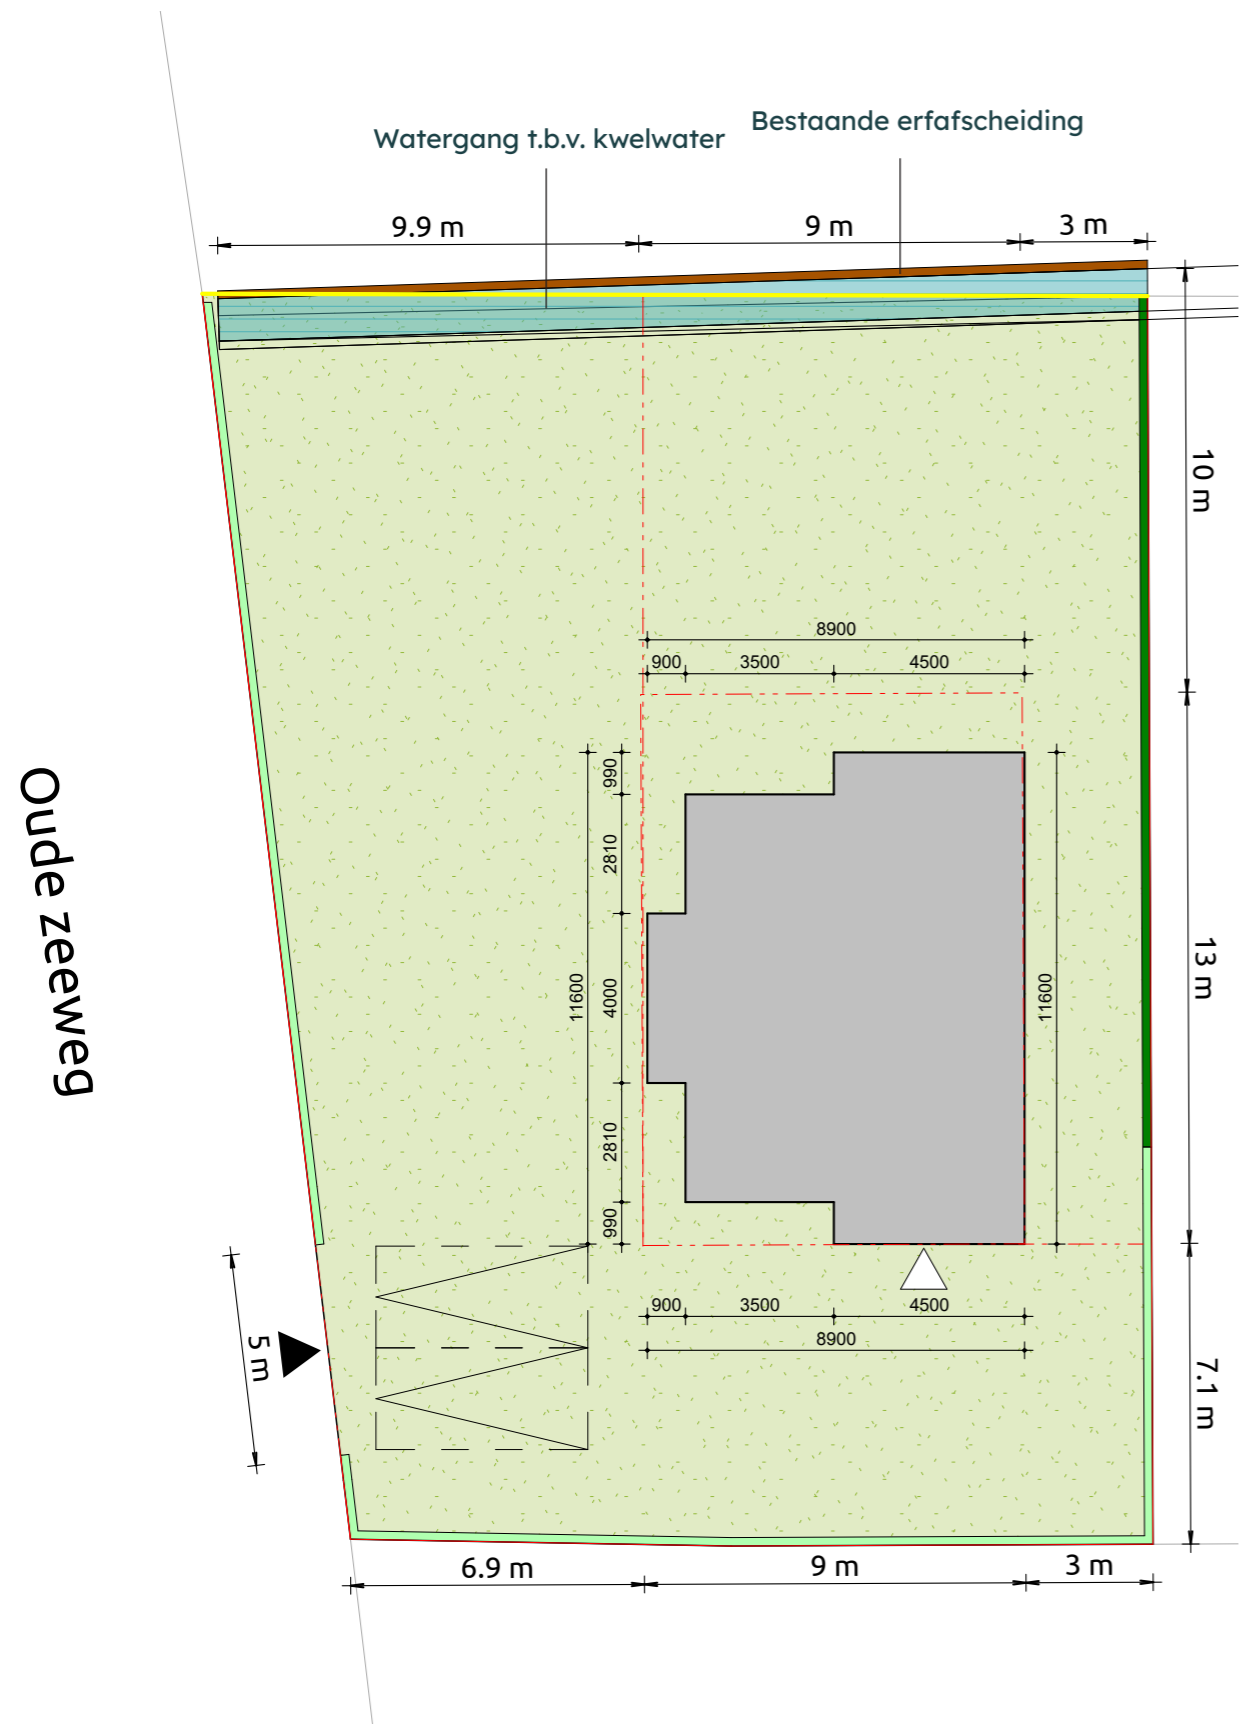 Bestaande erfafscheiding
Watergang t.b.v. kwelwater
9.9 m
9 m
3 m
10 m
8900
900
3500
4500
990
2810
11600
4000
11600
2810
990
13 m
Oude zeeweg
900
3500
4500
8900
5 m
7.1 m
6.9 m
9 m
3 m